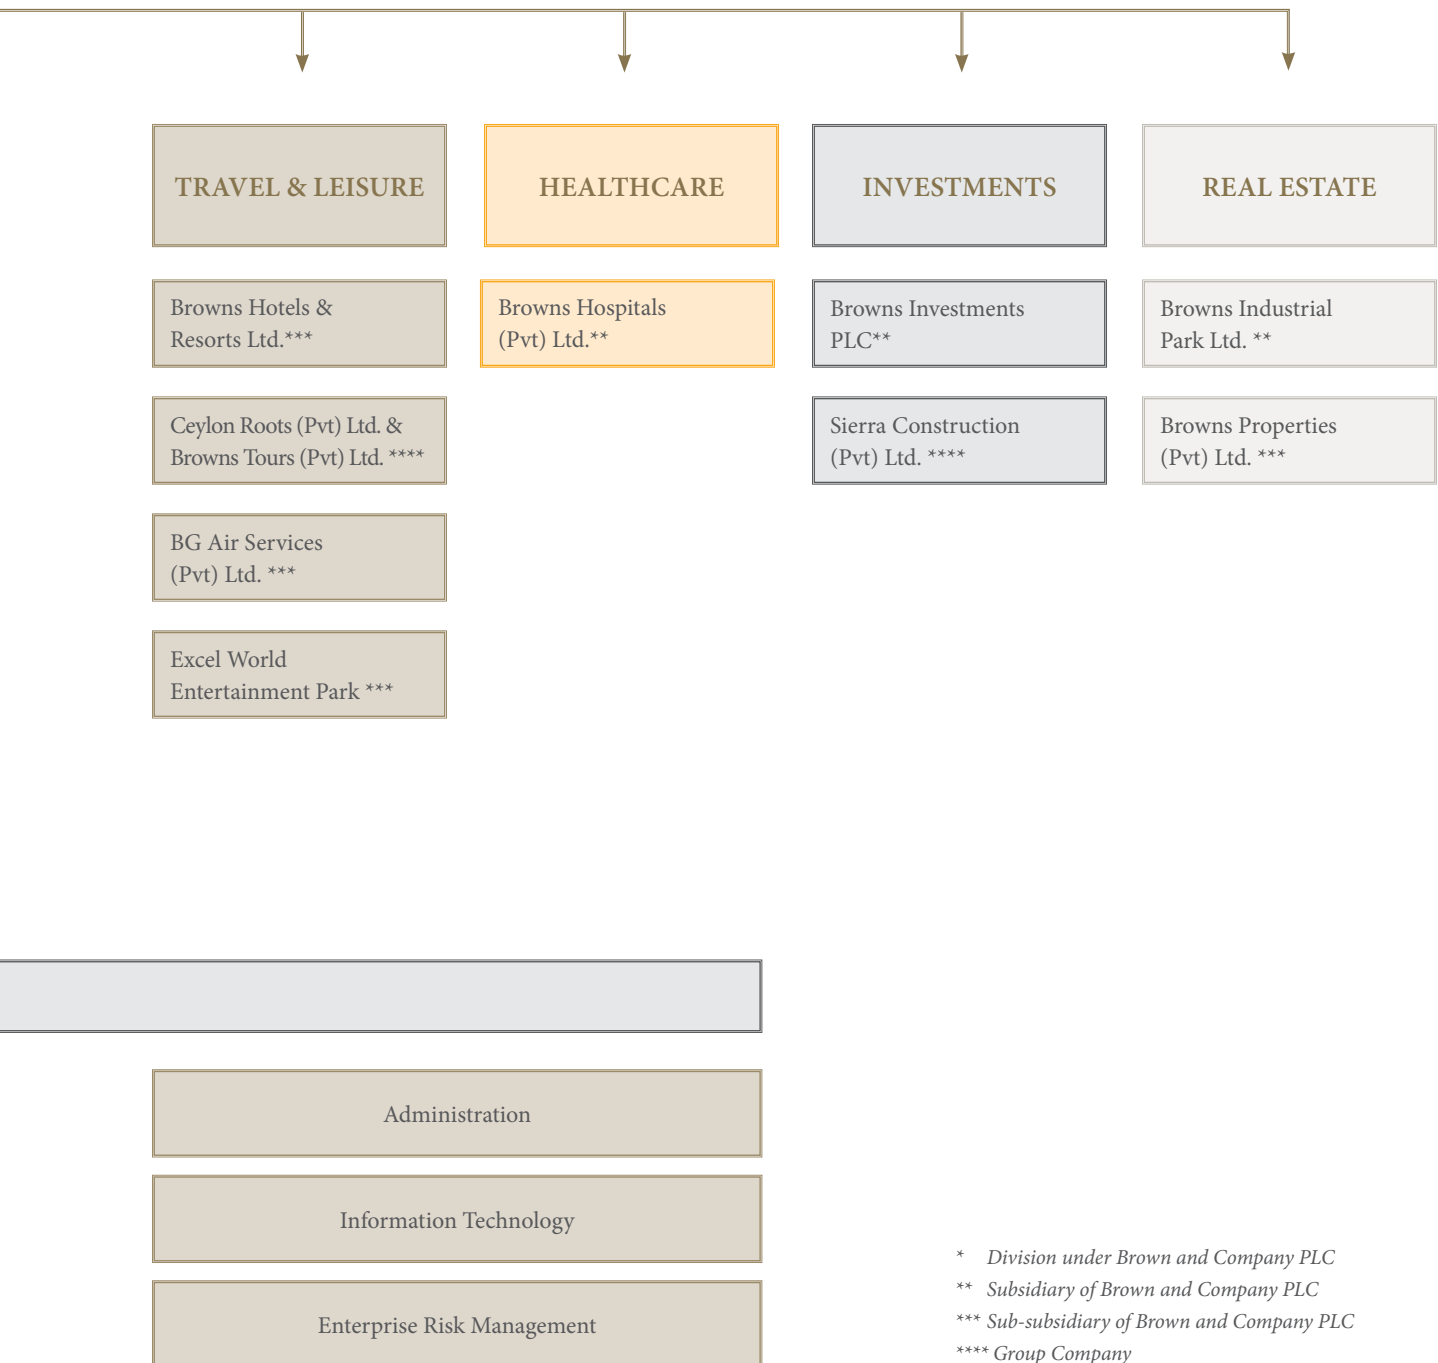 TRAVEL & LEISURE
HEALTHCARE
INVESTMENTS
REAL ESTATE
Browns Hotels &
Resorts Ltd.***
Browns Hospitals
(Pvt) Ltd.**
Browns Investments
PLC**
Browns Industrial
Park Ltd. **
Ceylon Roots (Pvt) Ltd. &
Browns Tours (Pvt) Ltd. ****
Sierra Construction
(Pvt) Ltd. ****
Browns Properties
(Pvt) Ltd. ***
BG Air Services
(Pvt) Ltd. ***
Excel World
Entertainment Park ***
Administration
Information Technology
Enterprise Risk Management
* Division under Brown and Company PLC
** Subsidiary of Brown and Company PLC
*** Sub-subsidiary of Brown and Company PLC
**** Group Company